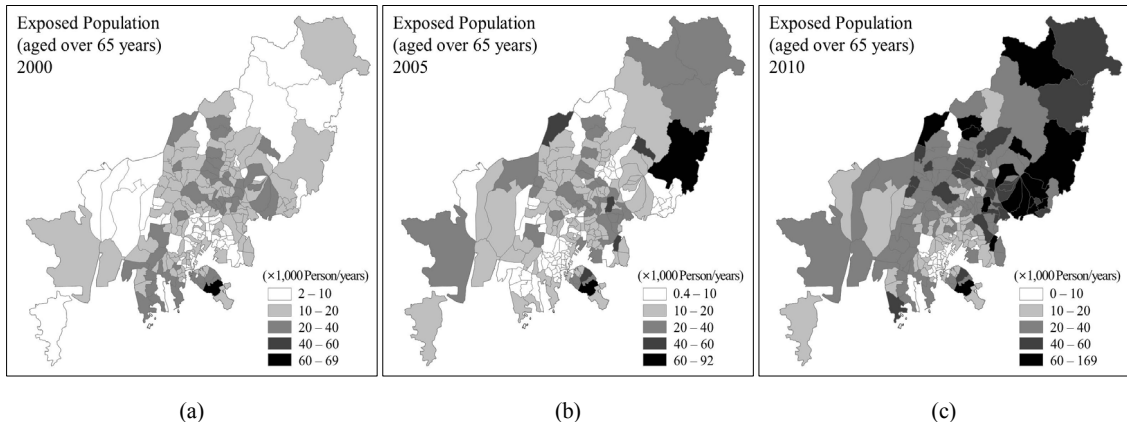 Exposed Population
(aged over 65 years)
2000
(×1,000 Person/years)
2 – 10
10 – 20
20 – 40
40 – 60
60 – 69
(a)
Exposed Population
(aged over 65 years)
2005
(×1,000 Person/years)
0.4 – 10
10 – 20
20 – 40
40 – 60
60 – 92
(b)
Exposed Population
(aged over 65 years)
2010
(×1,000 Person/years)
0 – 10
10 – 20
20 – 40
40 – 60
60 – 169
(c)